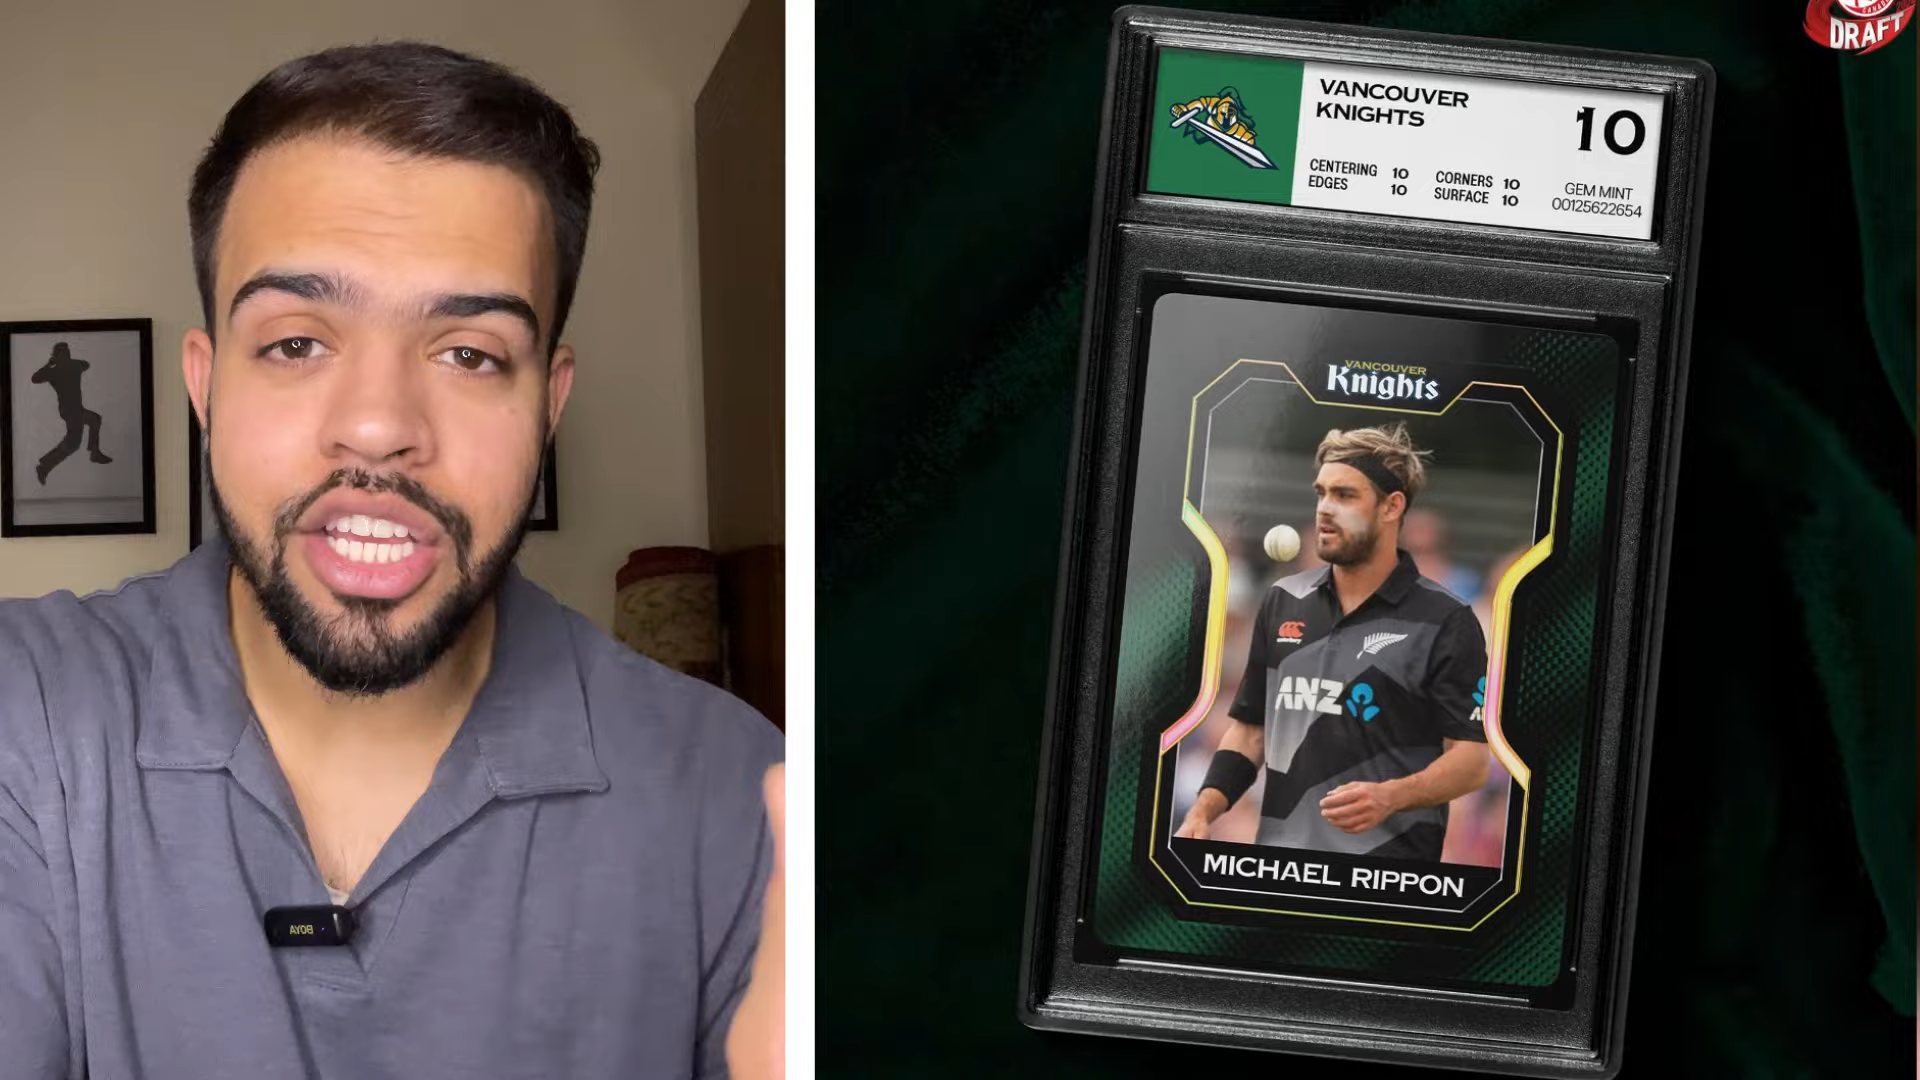 BOYA
DRAFT
VANCOUVER
KNIGHTS
10
CENTERING 10
CORNERS 10
EDGES 10
SURFACE 10
GEM MINT
00125622654
VANCOUVER
Knights
ANZ
MICHAEL RIPPON